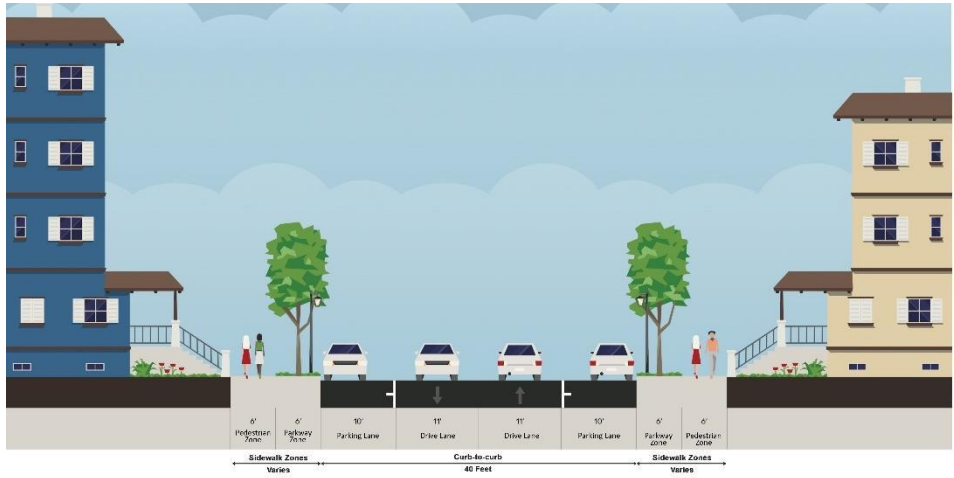 6'
Pedestrian
Zone
6'
Parkway
Zone
10'
Parking Lane
11'
Drive Lane
11'
Drive Lane
10'
Parking Lane
6'
Parkway
Zone
6'
Pedestrian
Zone
Sidewalk Zones
Varies
Curb-to-curb
40 Feet
Sidewalk Zones
Varies